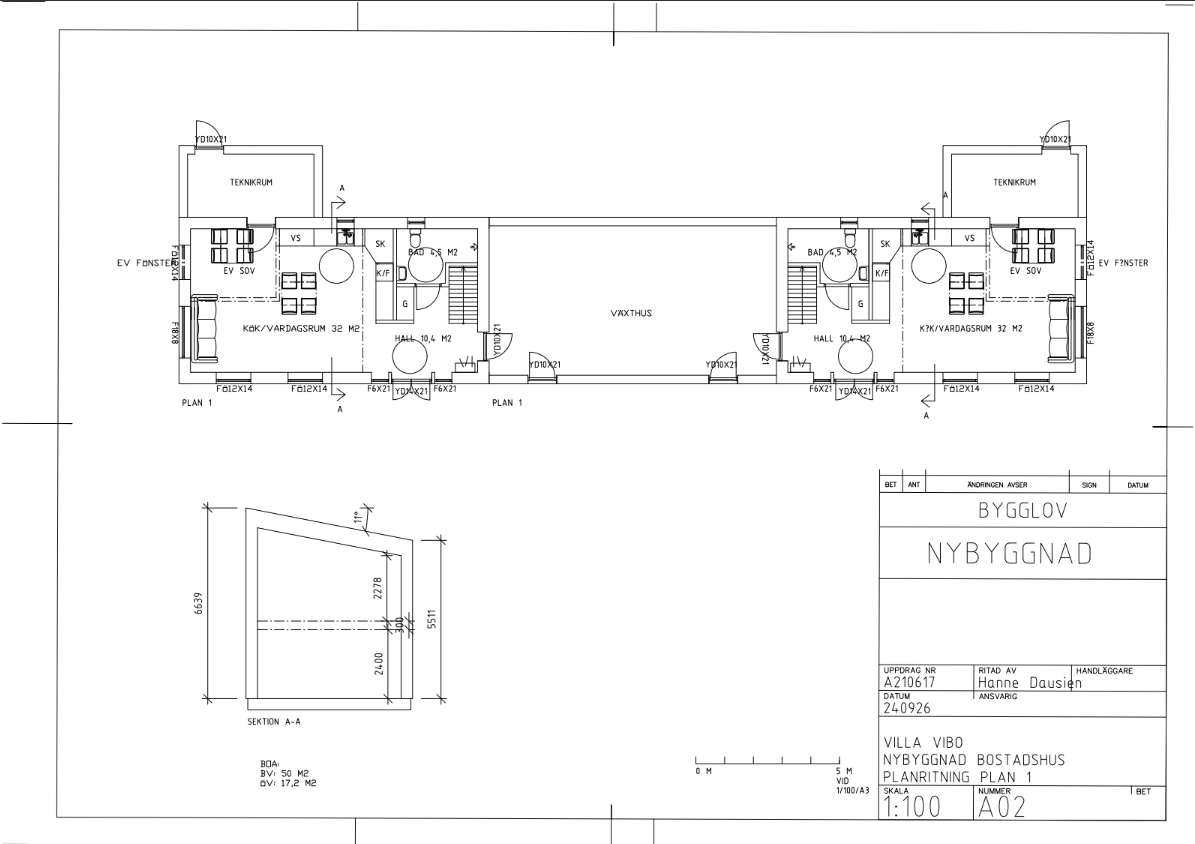 YD10X21
YD10X21
TEKNIKRUM
TEKNIKRUM
A
A
VS
SK
BAD 4,5 M2
BAD 4,5 M2
SK
VS
EV FÖNSTER
FÖ12X14
EV SOV
K/F
K/F
EV SOV
FÖ12X14
EV F?NSTER
G
G
VÄXTHUS
F18X8
KÖK/VARDAGSRUM 32 M2
HALL 10,4 M2
YD10X21
YD10X21
HALL 10,4 M2
K?K/VARDAGSRUM 32 M2
F18X8
YD10X21
YD10X21
FÖ12X14
FÖ12X14
F6X21
YD14X21
F6X21
F6X21
YD14X21
F6X21
FÖ12X14
FÖ12X14
PLAN 1
A
PLAN 1
A
11°
6639
2278
300
2400
5511
SEKTION A-A
BOA:
BV: 50 M2
ÖV: 17,2 M2
0 M
5 M
VID
1/100/A3
BET ANT ÄNDRINGEN AVSER SIGN DATUM
BYGGLOV
NYBYGGNAD
UPPDRAG NR RITAD AV HANDLÄGGARE
A210617 Hanne Dausien
DATUM ANSVARIG
240926
VILLA VIBO
NYBYGGNAD BOSTADSHUS
PLANRITNING PLAN 1
SKALA NUMMER BET
1:100 A02